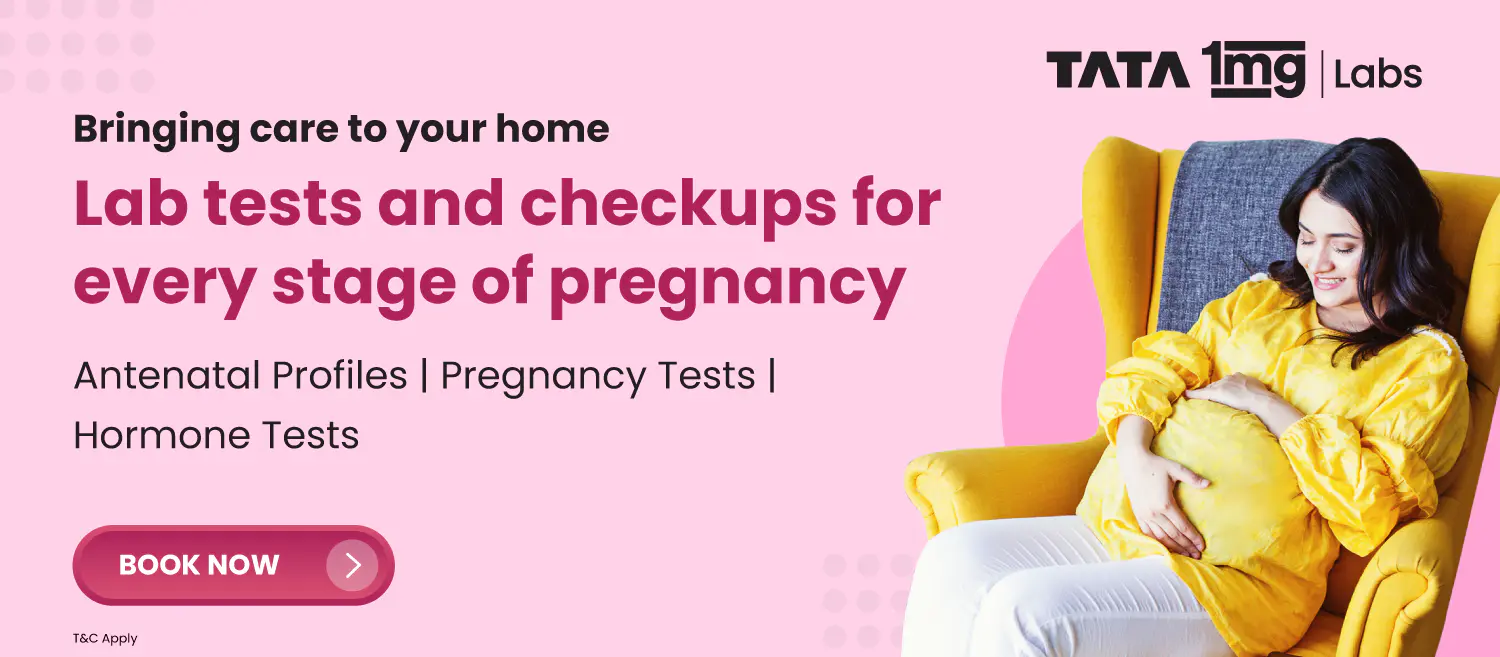 TATA 1mg | Labs
Bringing care to your home
Lab tests and checkups for
every stage of pregnancy
Antenatal Profiles | Pregnancy Tests |
Hormone Tests
BOOK NOW
T&C Apply